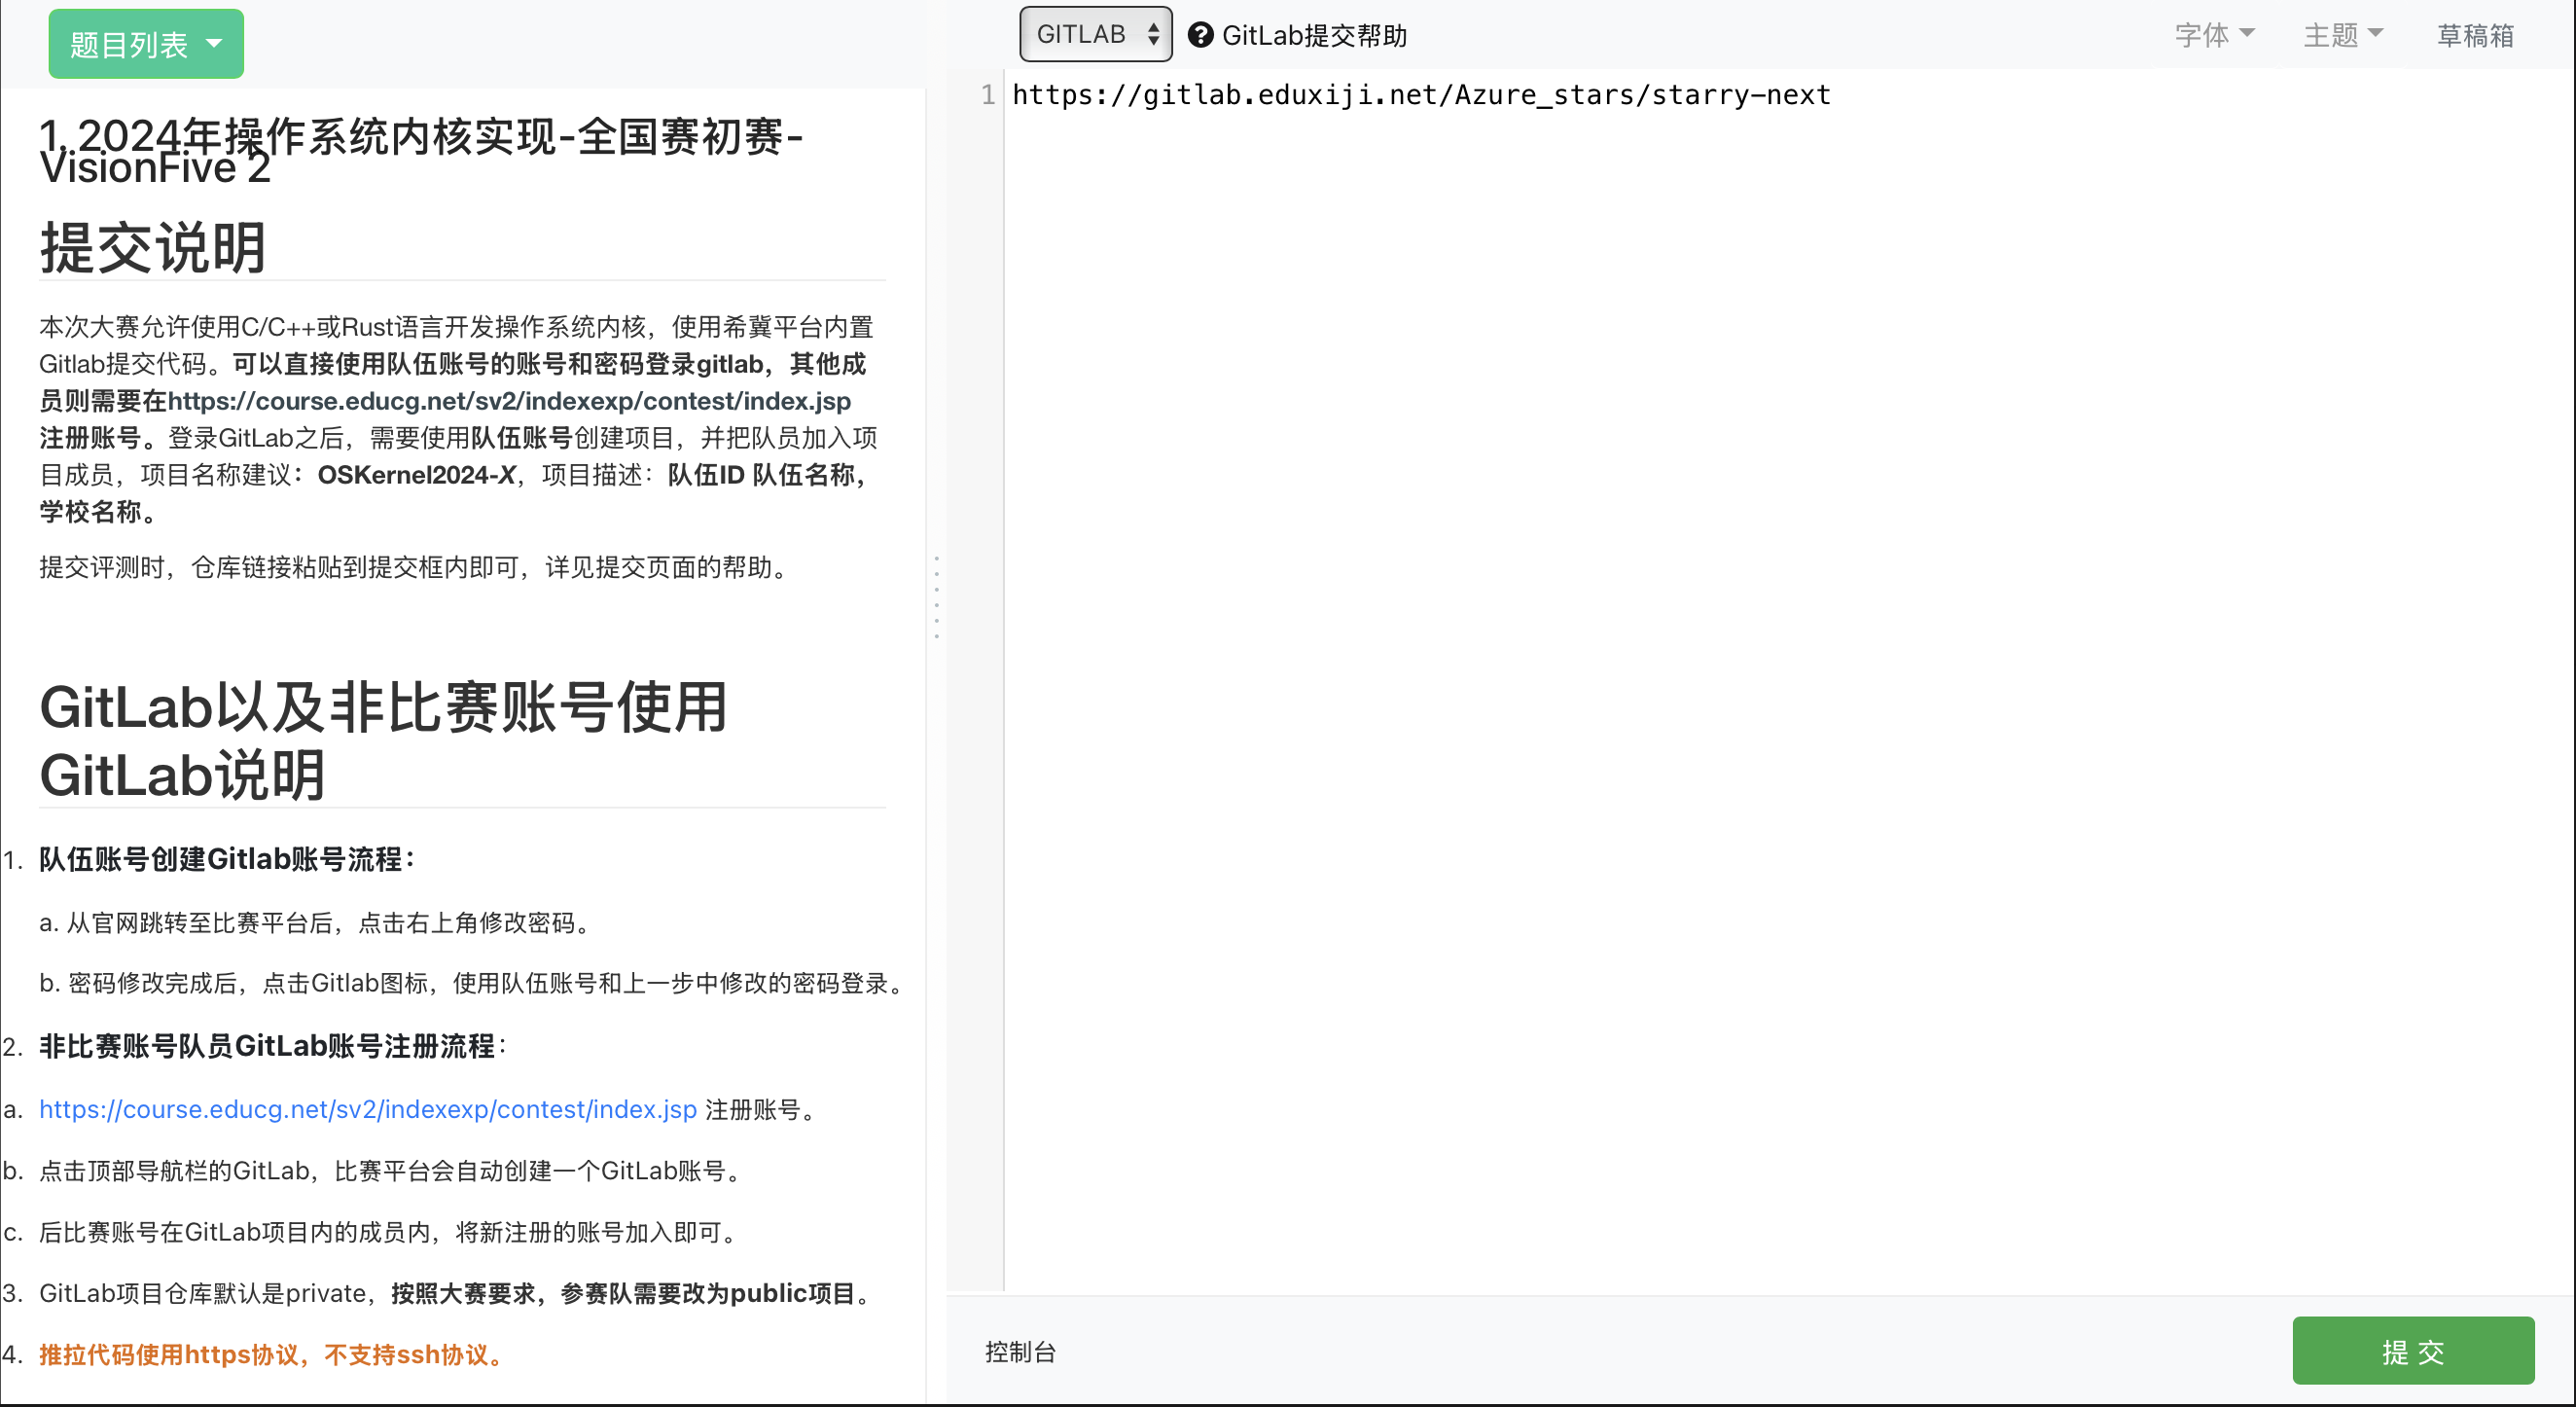 题目列表
1. 2024年操作系统内核实现-全国赛初赛-
VisionFive 2
提交说明
本次大赛允许使用C/C++或Rust语言开发操作系统内核，使用希冀平台内置
Gitlab提交代码。可以直接使用队伍账号的账号和密码登录gitlab，其他成
员则需要在https://course.educg.net/sv2/indexexp/contest/index.jsp
注册账号。登录GitLab之后，需要使用队伍账号创建项目，并把队员加入项
目成员，项目名称建议：OSKernel2024-X，项目描述：队伍ID 队伍名称，
学校名称。
提交评测时，仓库链接粘贴到提交框内即可，详见提交页面的帮助。
GitLab以及非比赛账号使用
GitLab说明
1. 队伍账号创建Gitlab账号流程：
a. 从官网跳转至比赛平台后，点击右上角修改密码。
b. 密码修改完成后，点击Gitlab图标，使用队伍账号和上一步中修改的密码登录。
2. 非比赛账号队员GitLab账号注册流程：
a. https://course.educg.net/sv2/indexexp/contest/index.jsp 注册账号。
b. 点击顶部导航栏的GitLab，比赛平台会自动创建一个GitLab账号。
c. 后比赛账号在GitLab项目内的成员内，将新注册的账号加入即可。
3. GitLab项目仓库默认是private，按照大赛要求，参赛队需要改为public项目。
4. 推拉代码使用https协议，不支持ssh协议。
GITLAB GitLab提交帮助 字体 主题 草稿箱
1 https://gitlab.eduxiji.net/Azure_stars/starry-next
控制台 提 交